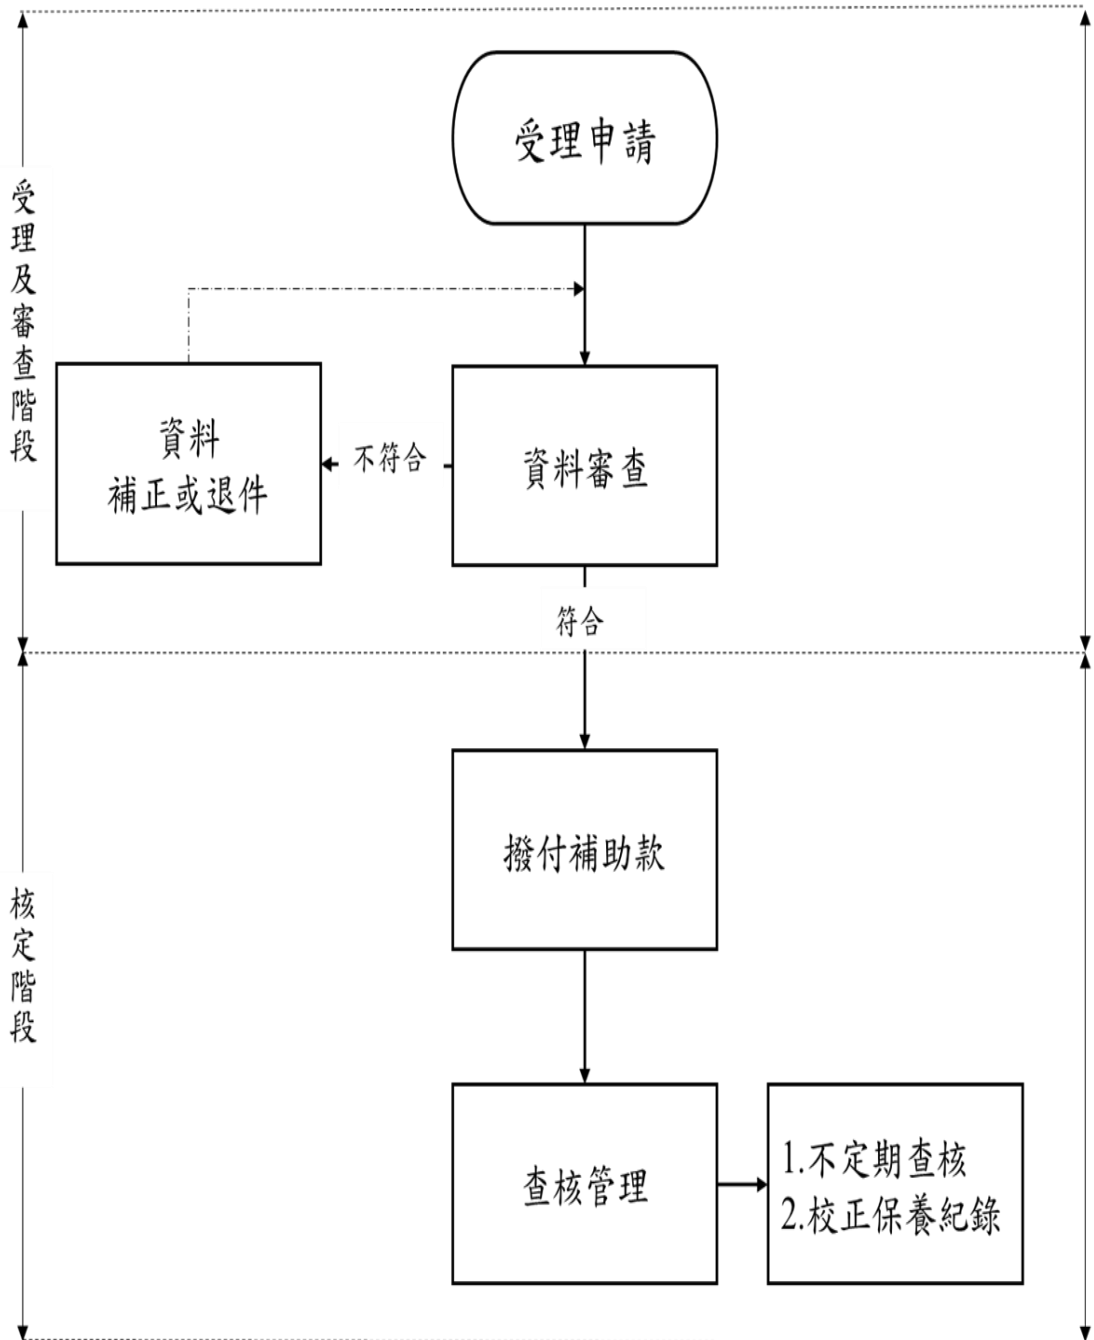 受理申請
受理及審查階段
資料
補正或退件
不符合
資料審查
符合
撥付補助款
核定階段
查核管理
1.不定期查核
2.校正保養紀錄